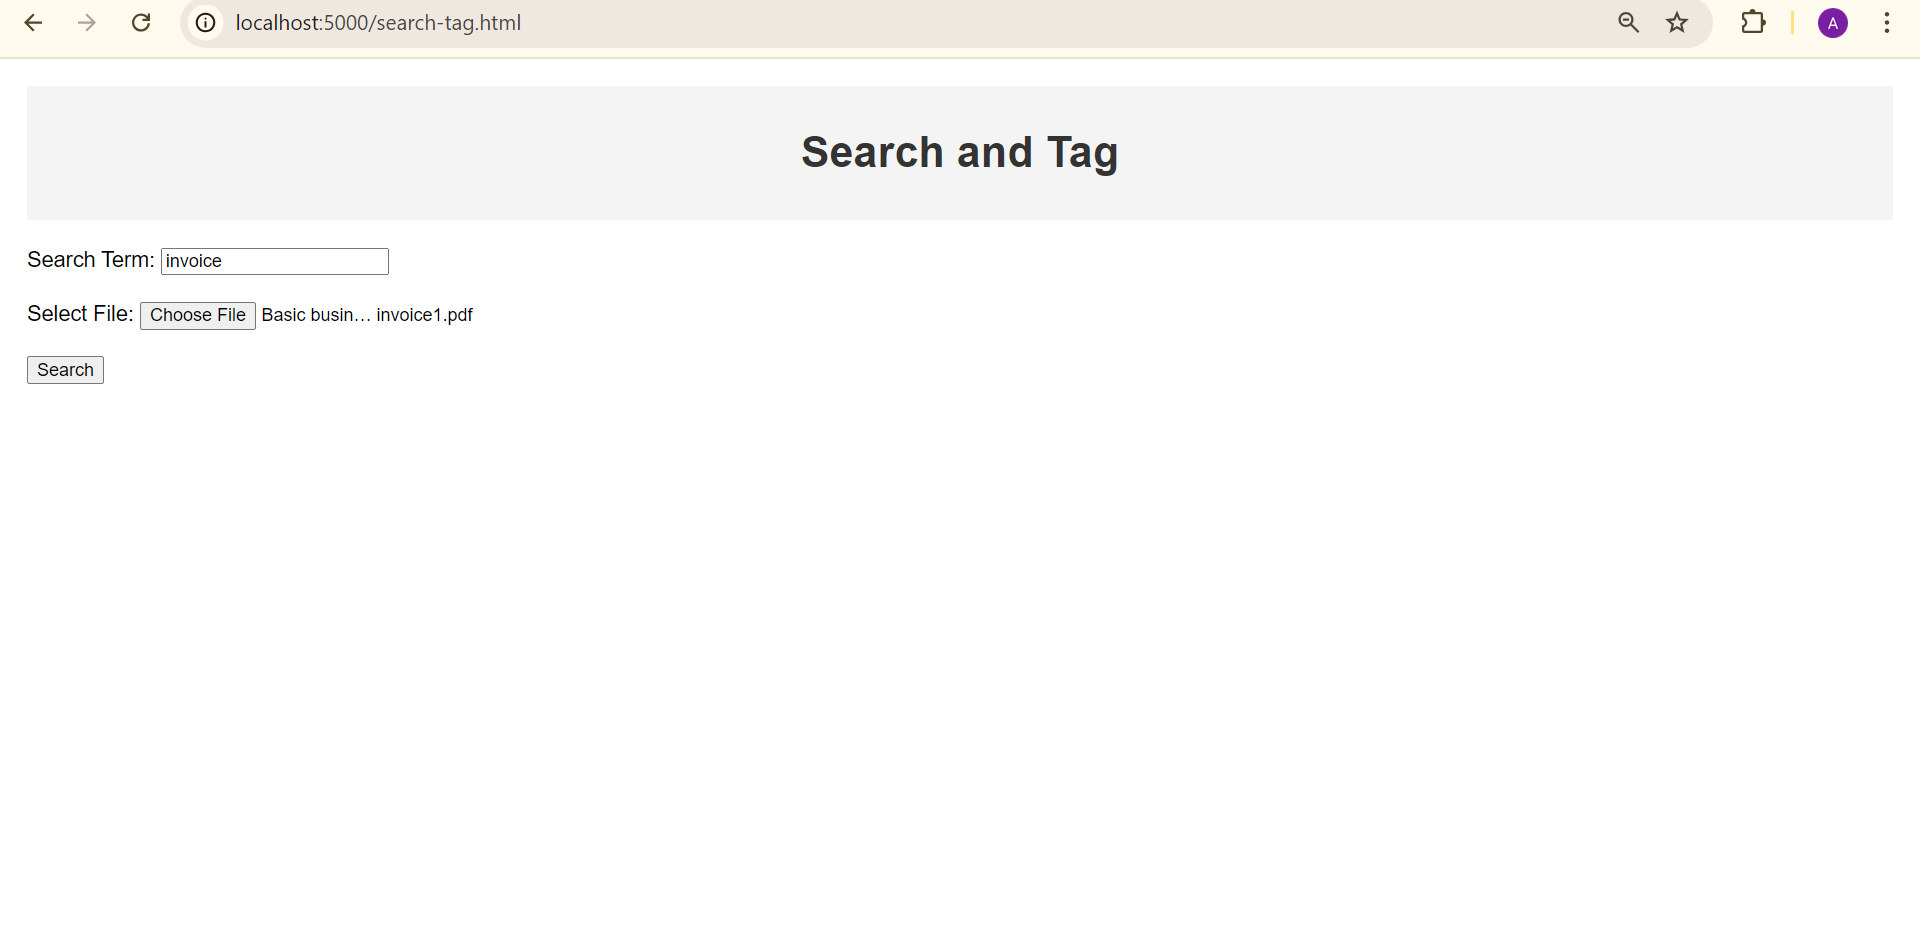 localhost:5000/search-tag.html
A
Search and Tag
Search Term: invoice
Select File: Choose File Basic busin... invoice1.pdf
Search